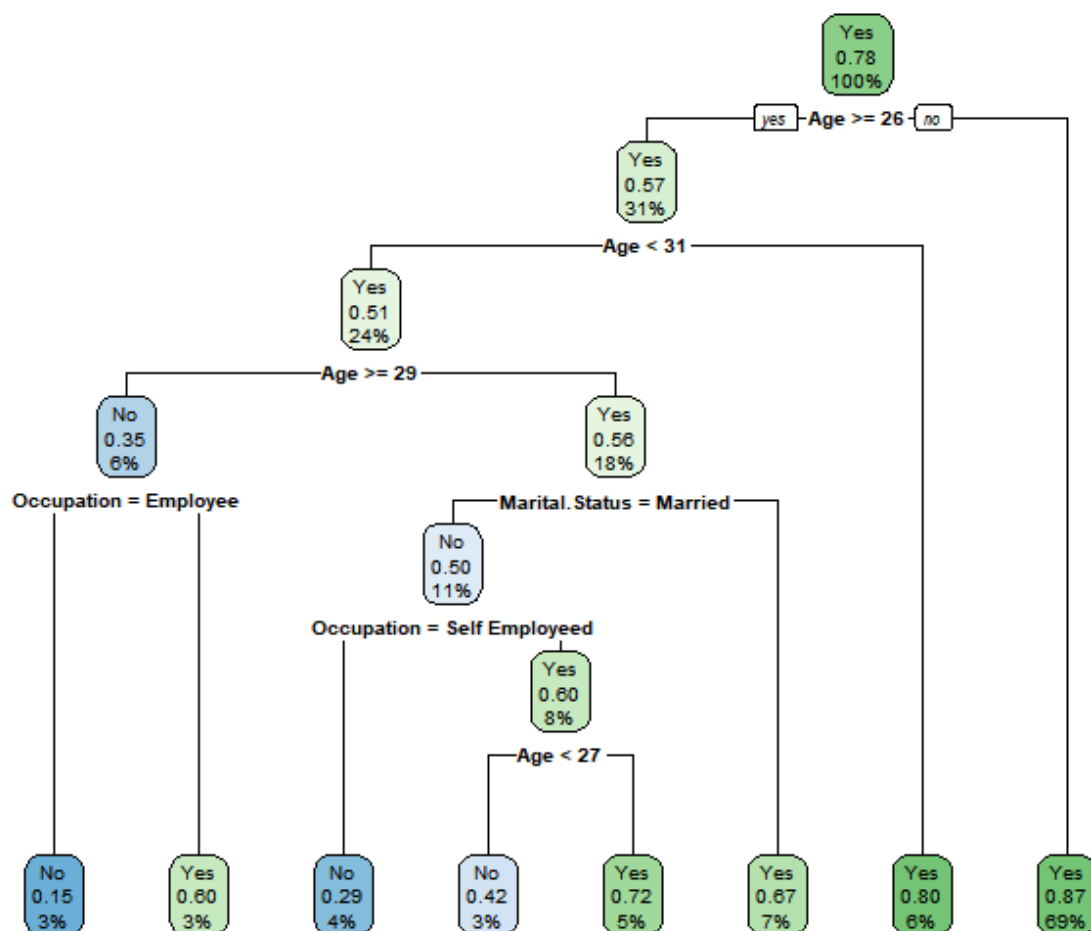 Yes
0.78
100%
yes Age >= 26 no
Yes
0.57
31%
Age < 31
Yes
0.51
24%
Age >= 29
No
0.35
6%
Yes
0.56
18%
Occupation = Employee
Marital.Status = Married
No
0.50
11%
Occupation = Self Employeed
Yes
0.60
8%
Age < 27
No
0.15
3%
Yes
0.60
3%
No
0.29
4%
No
0.42
3%
Yes
0.72
5%
Yes
0.67
7%
Yes
0.80
6%
Yes
0.87
69%